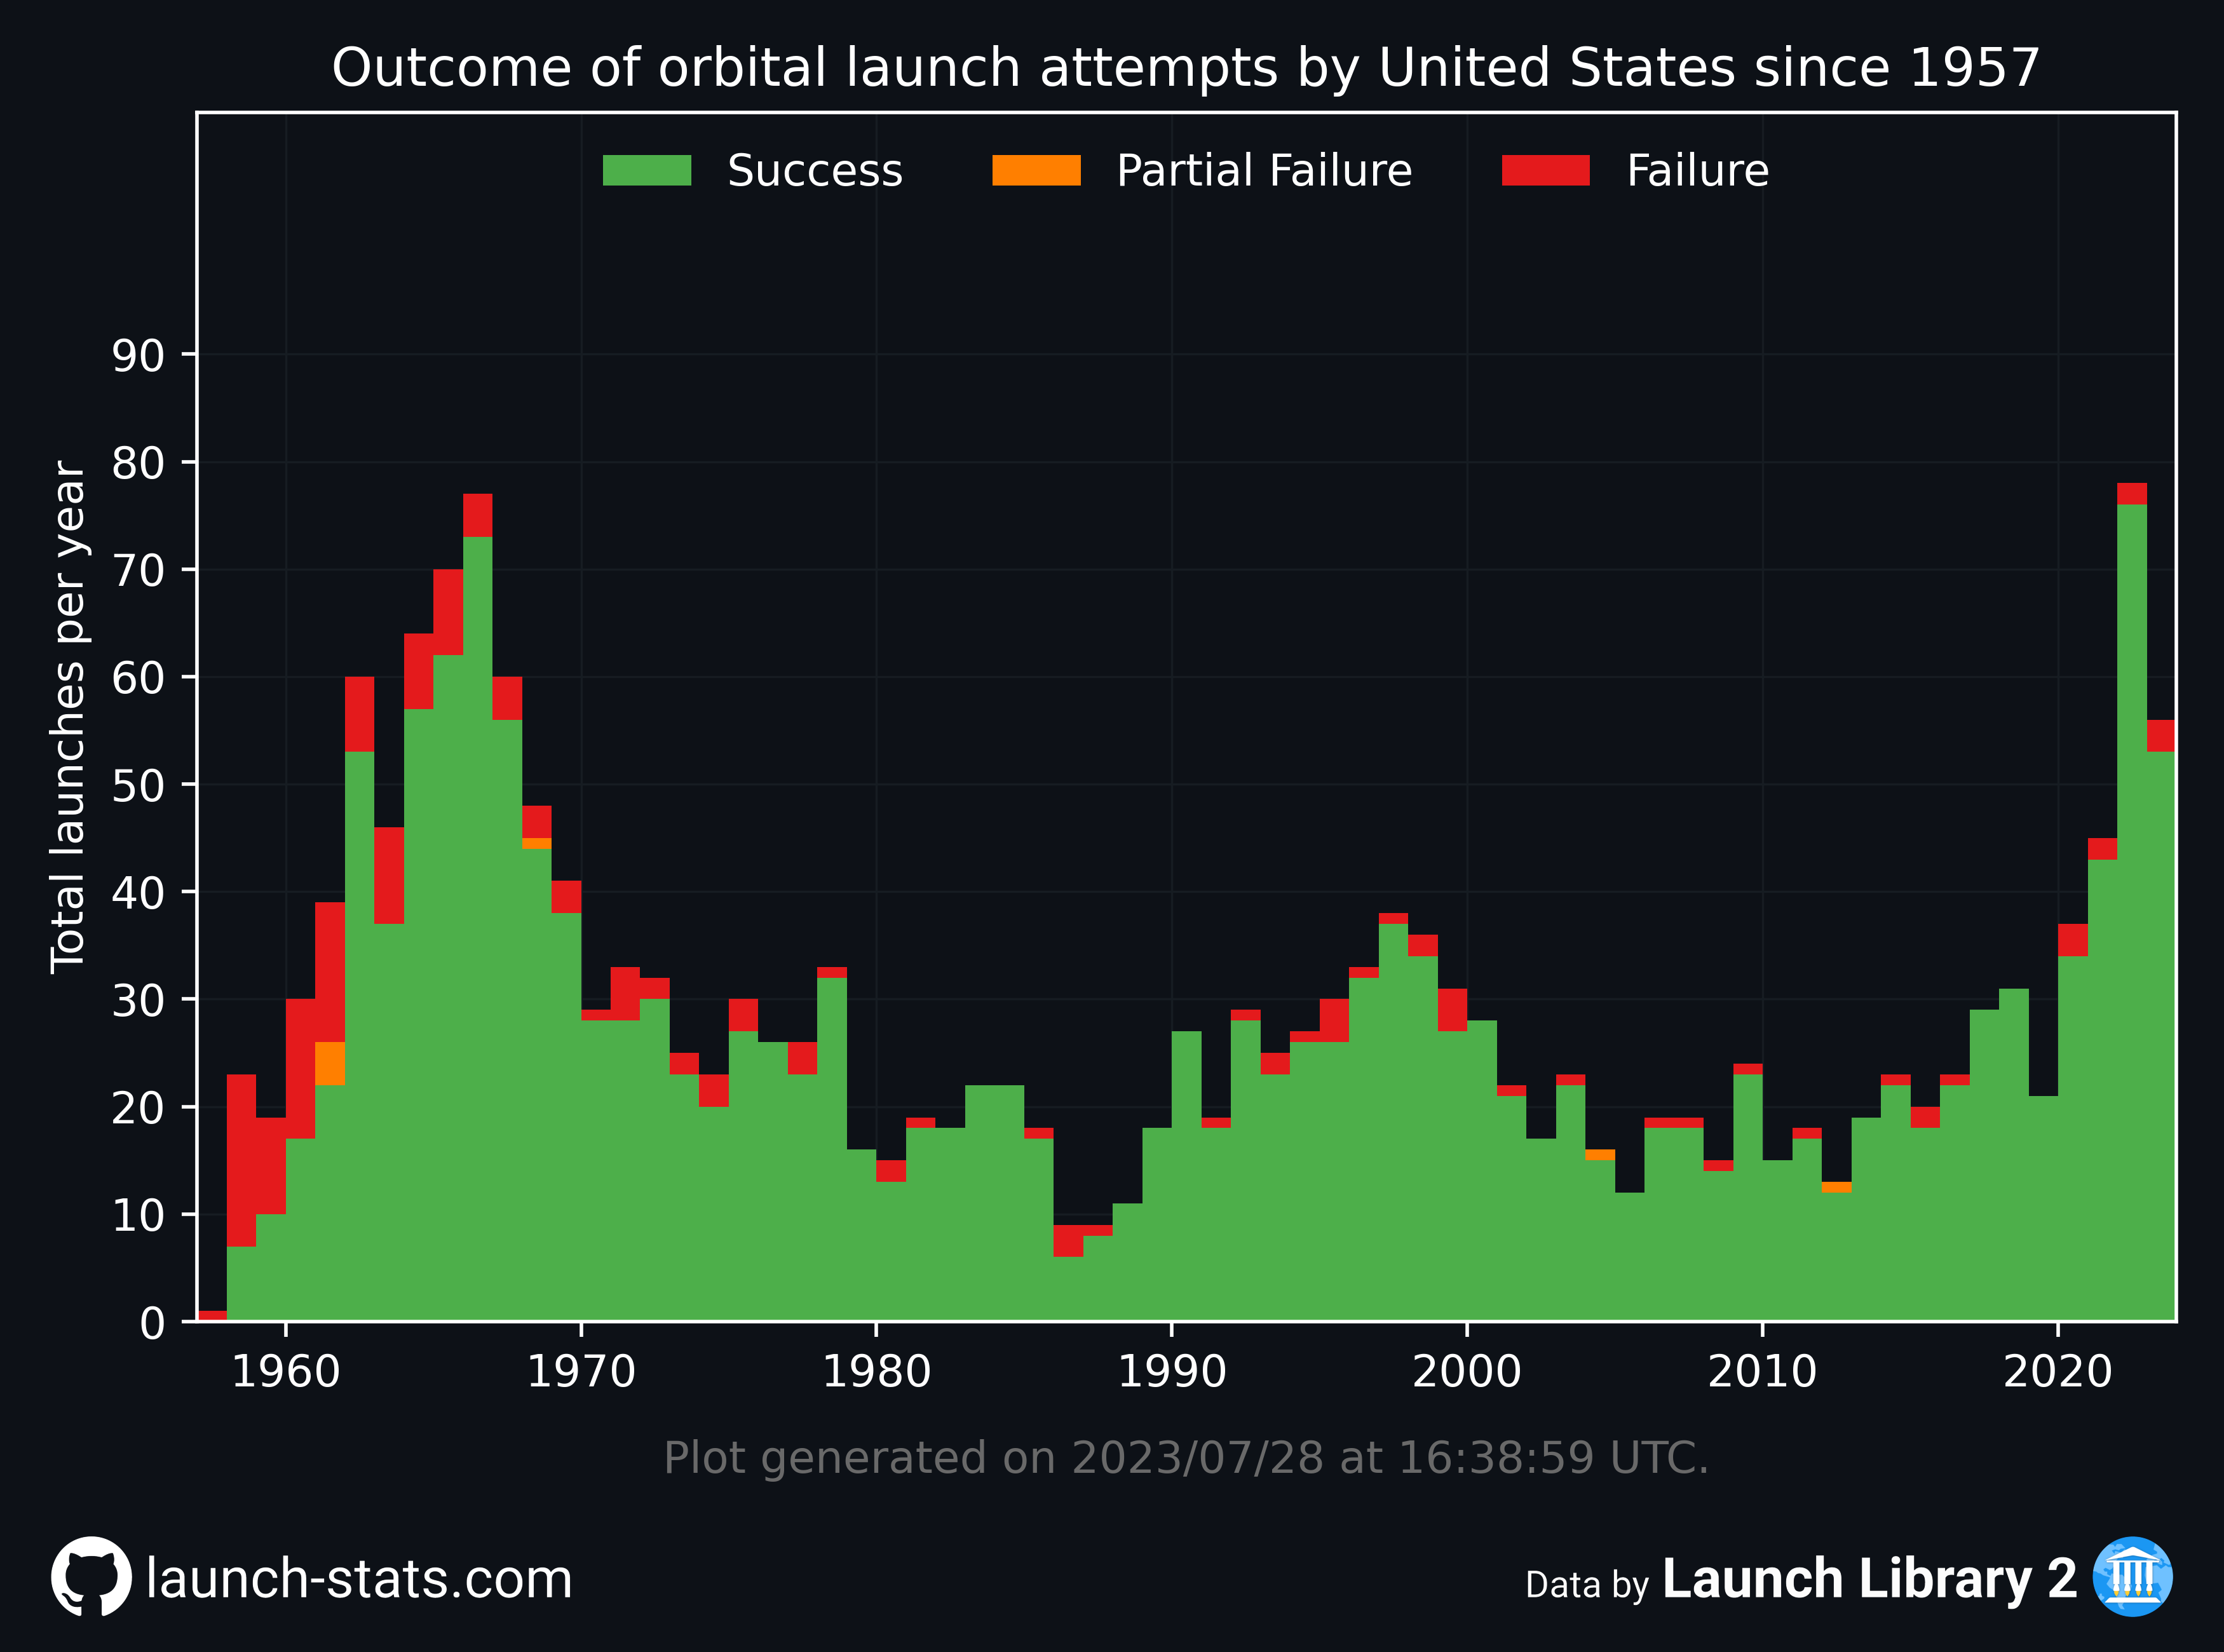 Outcome of orbital launch attempts by United States since 1957
Success Partial Failure Failure
Total launches per year
90
80
70
60
50
40
30
20
10
0
1960 1970 1980 1990 2000 2010 2020
Plot generated on 2023/07/28 at 16:38:59 UTC.
launch-stats.com
Data by Launch Library 2